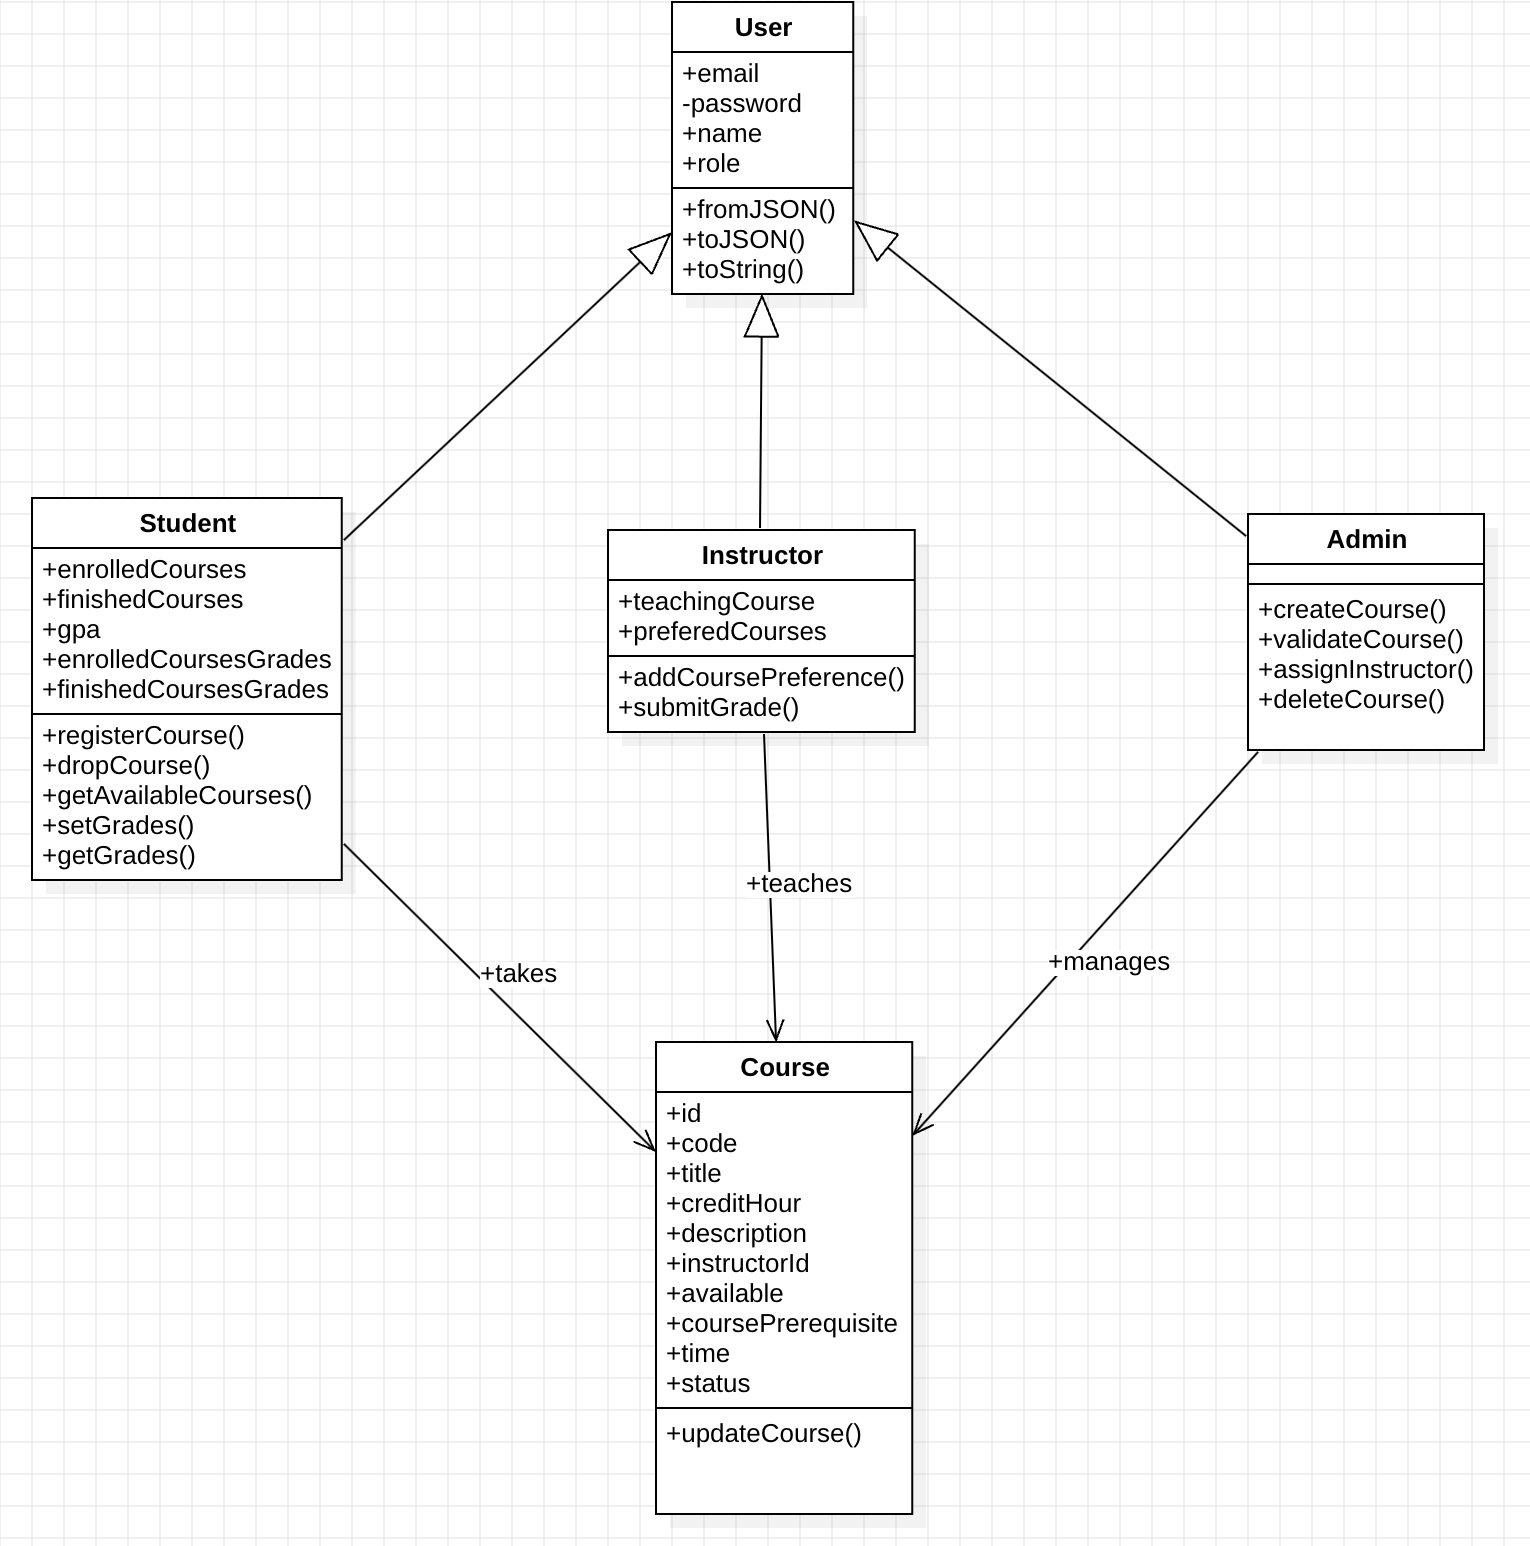 User
+email
-password
+name
+role
+fromJSON()
+toJSON()
+toString()
Student
+enrolledCourses
+finishedCourses
+gpa
+enrolledCoursesGrades
+finishedCoursesGrades
+registerCourse()
+dropCourse()
+getAvailableCourses()
+setGrades()
+getGrades()
Instructor
+teachingCourse
+preferedCourses
+addCoursePreference()
+submitGrade()
Admin
+createCourse()
+validateCourse()
+assignInstructor()
+deleteCourse()
+takes
+teaches
+manages
Course
+id
+code
+title
+creditHour
+description
+instructorId
+available
+coursePrerequisite
+time
+status
+updateCourse()